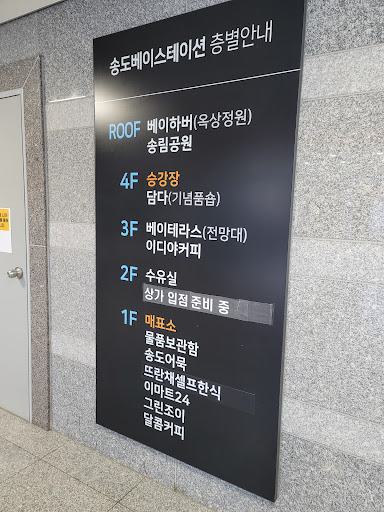 송도베이스테이션 층별안내
ROOF 베이하버(옥상정원)
송림공원
4F 승강장
담다(기념품숍)
3F 베이테라스(전망대)
이디야커피
2F 수유실
상가 입점 준비 중
1F 매표소
물품보관함
송도어묵
뜨란채셀프한식
이마트24
그린조이
달콤커피